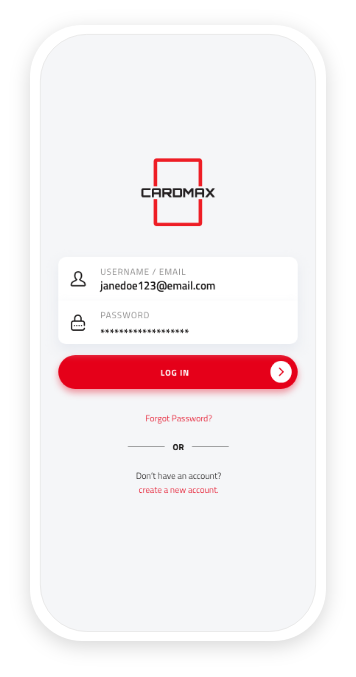 CARDMAX
USERNAME / EMAIL
janedoe123@email.com
PASSWORD
*******************
LOG IN
Forgot Password?
OR
Don't have an account?
create a new account.